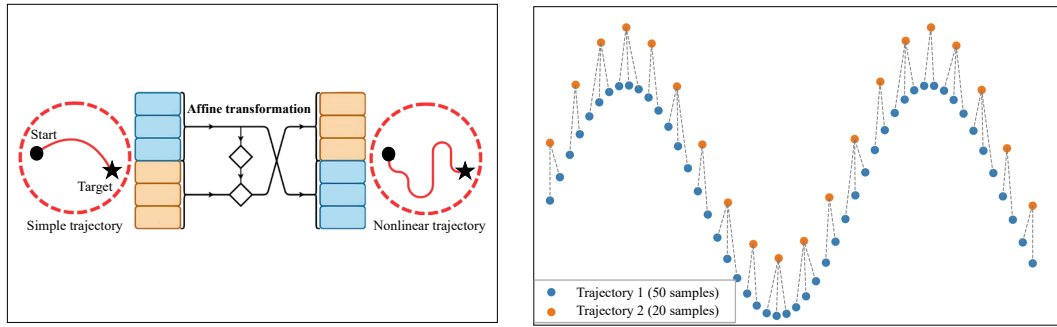 Affine transformation
Start
Target
Simple trajectory
Nonlinear trajectory
Trajectory 1 (50 samples)
Trajectory 2 (20 samples)